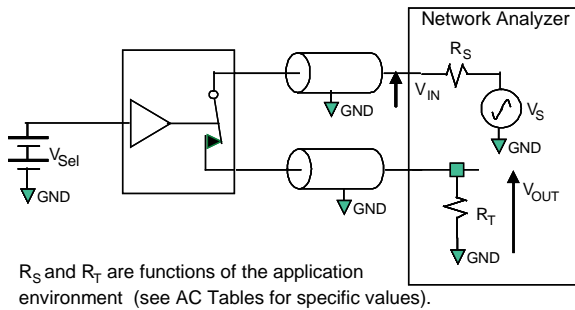 Network Analyzer
R_S
GND
V_IN
V_S
GND
V_Sel
GND
GND
V_OUT
R_T
GND
R_S and R_T are functions of the application
environment (see AC Tables for specific values).